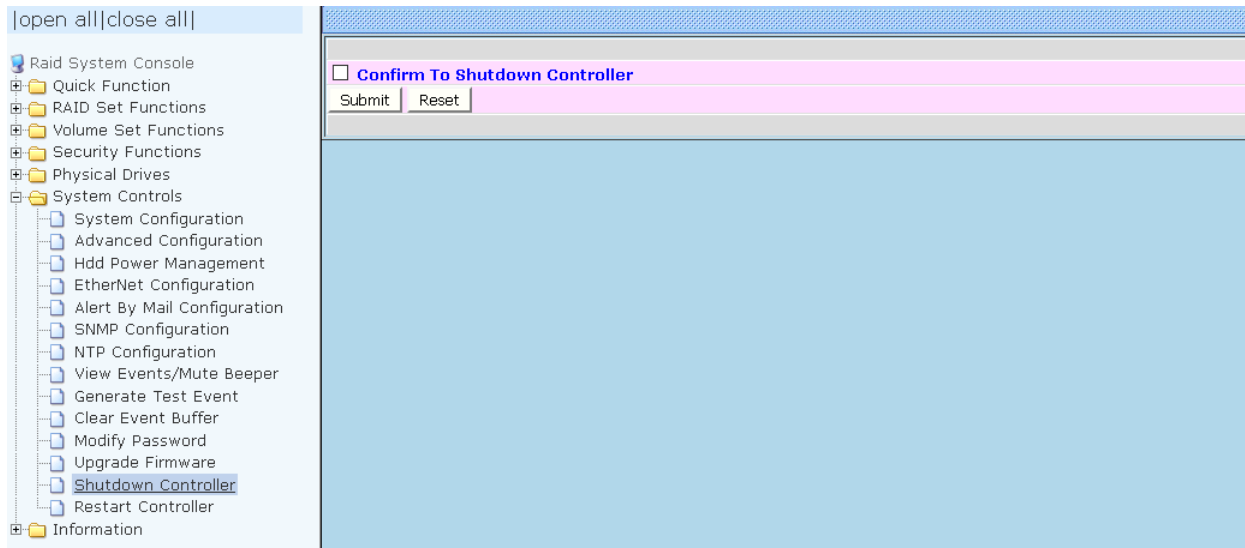 |open all|close all|
Raid System Console
Quick Function
RAID Set Functions
Volume Set Functions
Security Functions
Physical Drives
System Controls
System Configuration
Advanced Configuration
Hdd Power Management
EtherNet Configuration
Alert By Mail Configuration
SNMP Configuration
NTP Configuration
View Events/Mute Beeper
Generate Test Event
Clear Event Buffer
Modify Password
Upgrade Firmware
Shutdown Controller
Restart Controller
Information
Confirm To Shutdown Controller
Submit Reset